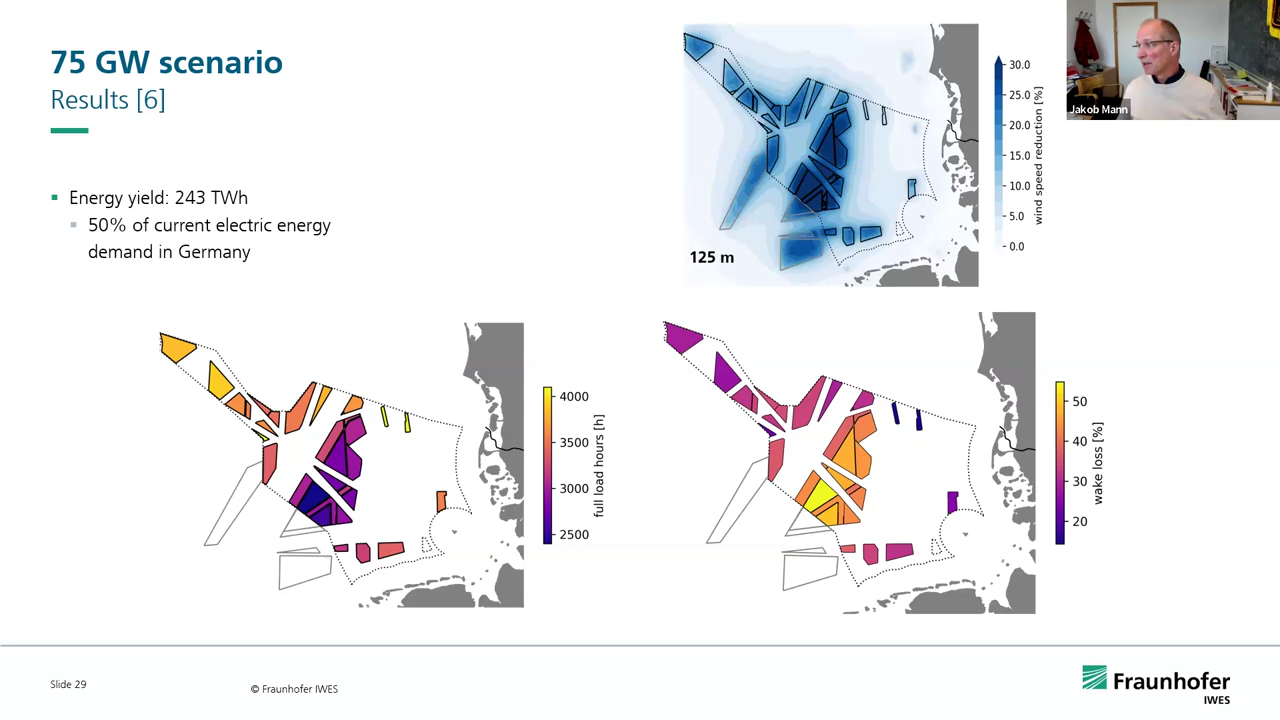 75 GW scenario
Results [6]
Energy yield: 243 TWh
50% of current electric energy
demand in Germany
125 m
30.0
25.0
20.0
15.0
10.0
5.0
0.0
wind speed reduction [%]
Jakob Mann
4000
3500
3000
2500
full load hours [h]
50
40
30
20
wake loss [%]
Slide 29
© Fraunhofer IWES
Fraunhofer
IWES